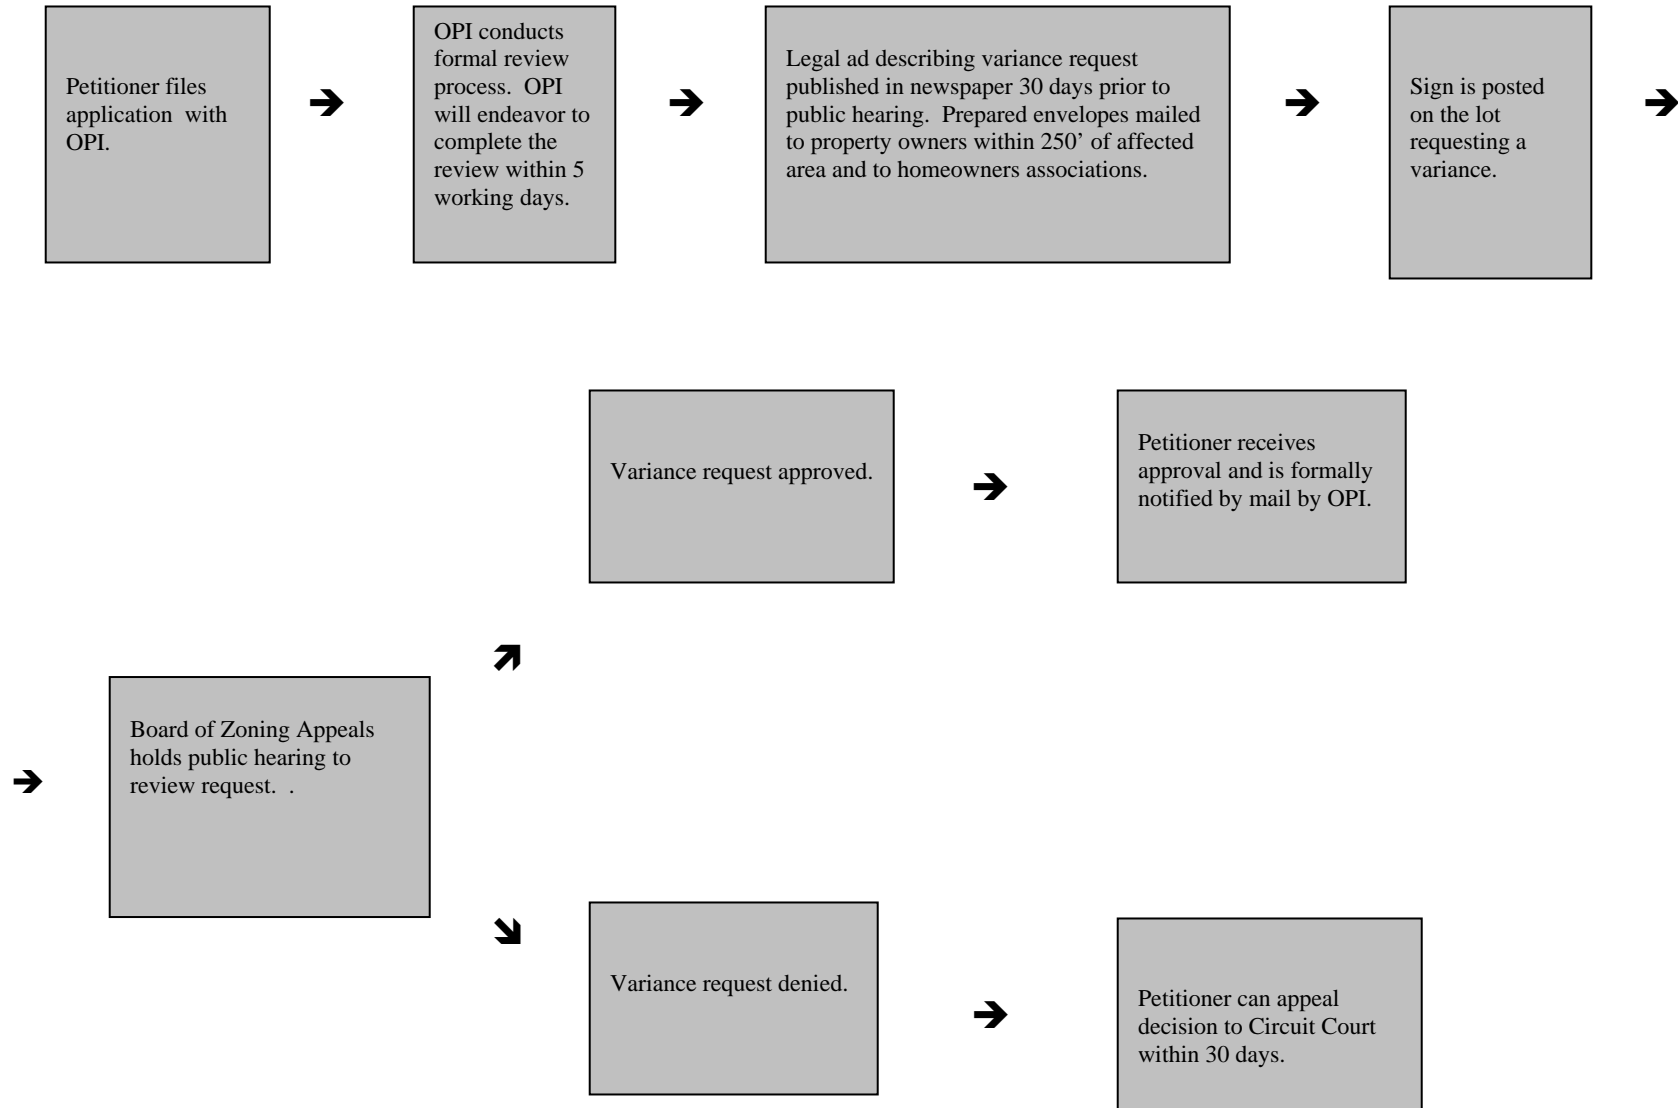 Petitioner files
application  with
OPI.
OPI conducts
formal review
process.  OPI
will endeavor to
complete the
review within 5
working days.
Legal ad describing variance request
published in newspaper 30 days prior to
public hearing.  Prepared envelopes mailed
to property owners within 250’ of affected
area and to homeowners associations.
Sign is posted
on the lot
requesting a
variance.
Variance request approved.
Petitioner receives
approval and is formally
notified by mail by OPI.
Board of Zoning Appeals
holds public hearing to
review request.  .
Variance request denied.
Petitioner can appeal
decision to Circuit Court
within 30 days.